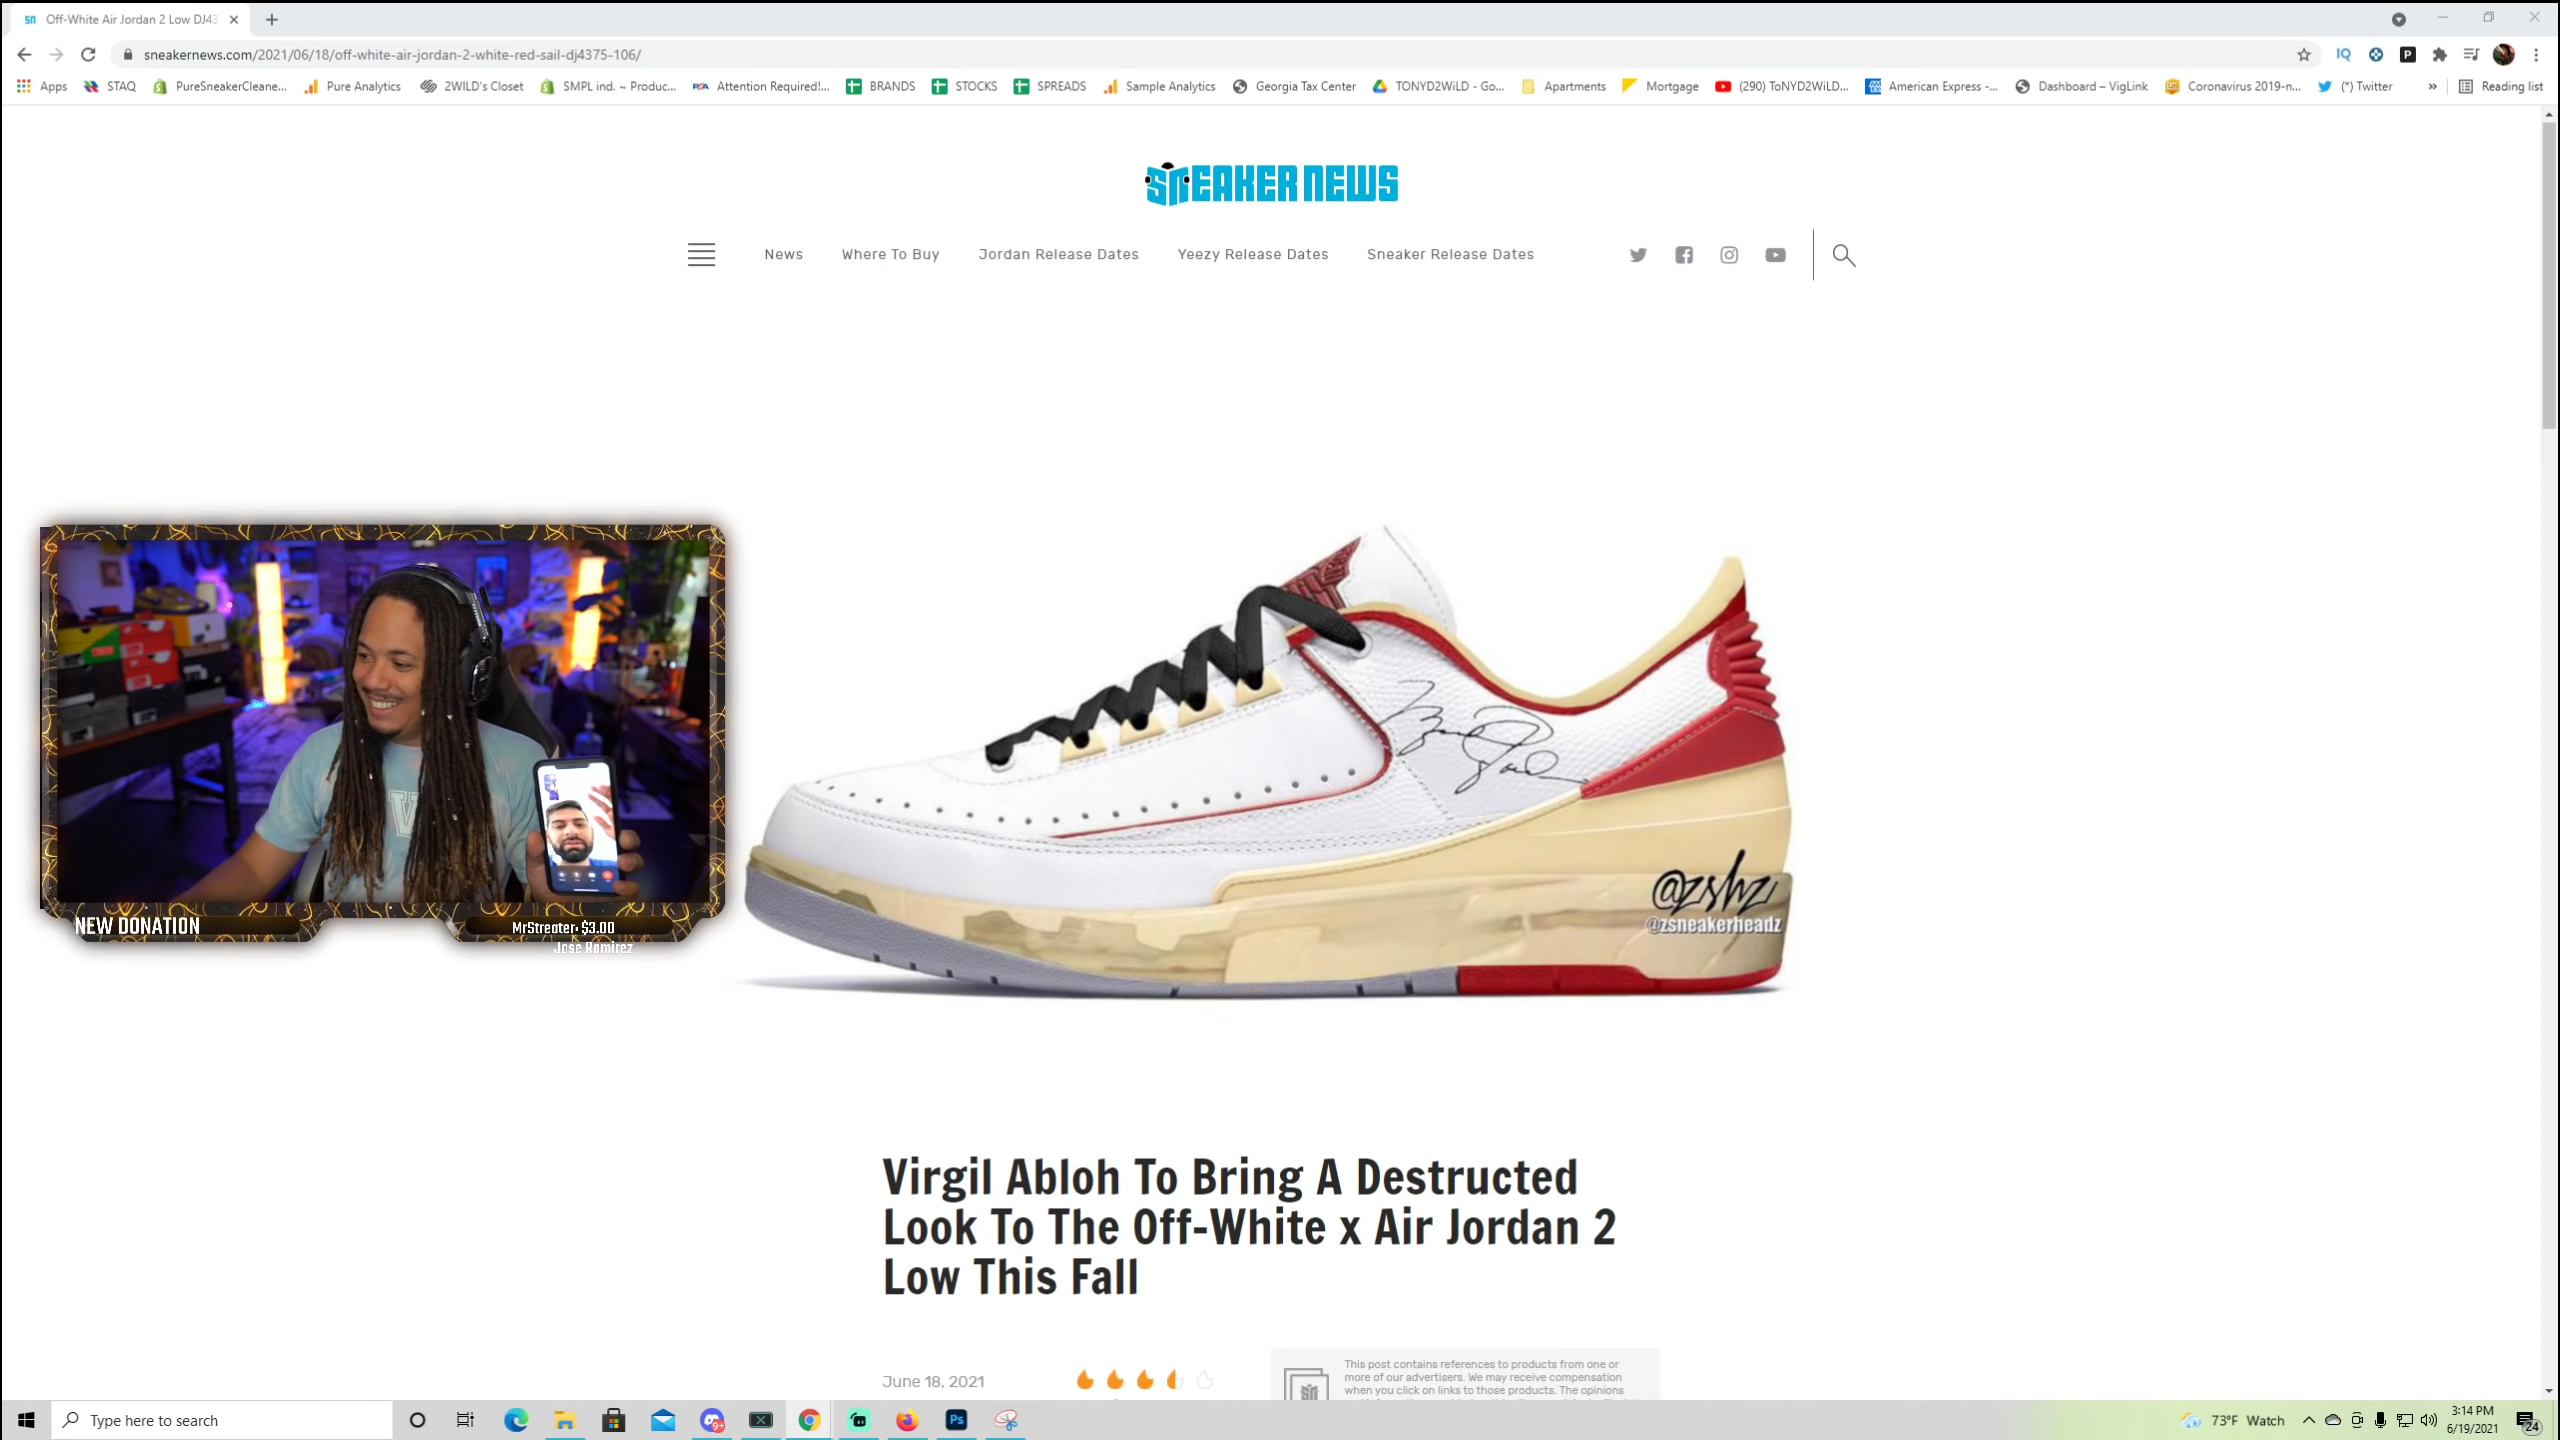 Off-White Air Jordan 2 Low DJ43
sneakernews.com/2021/06/18/off-white-air-jordan-2-white-red-sail-dj4375-106/
IQ
P
Apps
STAQ
PureSneakerCleane...
Pure Analytics
2WILD's Closet
SMPL ind. ~ Produc...
Attention Required!...
BRANDS
STOCKS
SPREADS
Sample Analytics
Georgia Tax Center
TONYD2WiLD - Go...
Apartments
Mortgage
(290) ToNYD2WiLD...
American Express -...
Dashboard – VigLink
Coronavirus 2019-n...
(*) Twitter
»
Reading list
SNEAKER NEWS
News
Where To Buy
Jordan Release Dates
Yeezy Release Dates
Sneaker Release Dates
NEW DONATION
MrStreater• $3.00
Jose Ramirez
@zsneakerheadz
Virgil Abloh To Bring A Destructed
Look To The Off-White x Air Jordan 2
Low This Fall
June 18, 2021
This post contains references to products from one or
more of our advertisers. We may receive compensation
when you click on links to those products. The opinions
Type here to search
9+
Ps
73°F Watch
3:14 PM
6/19/2021
24